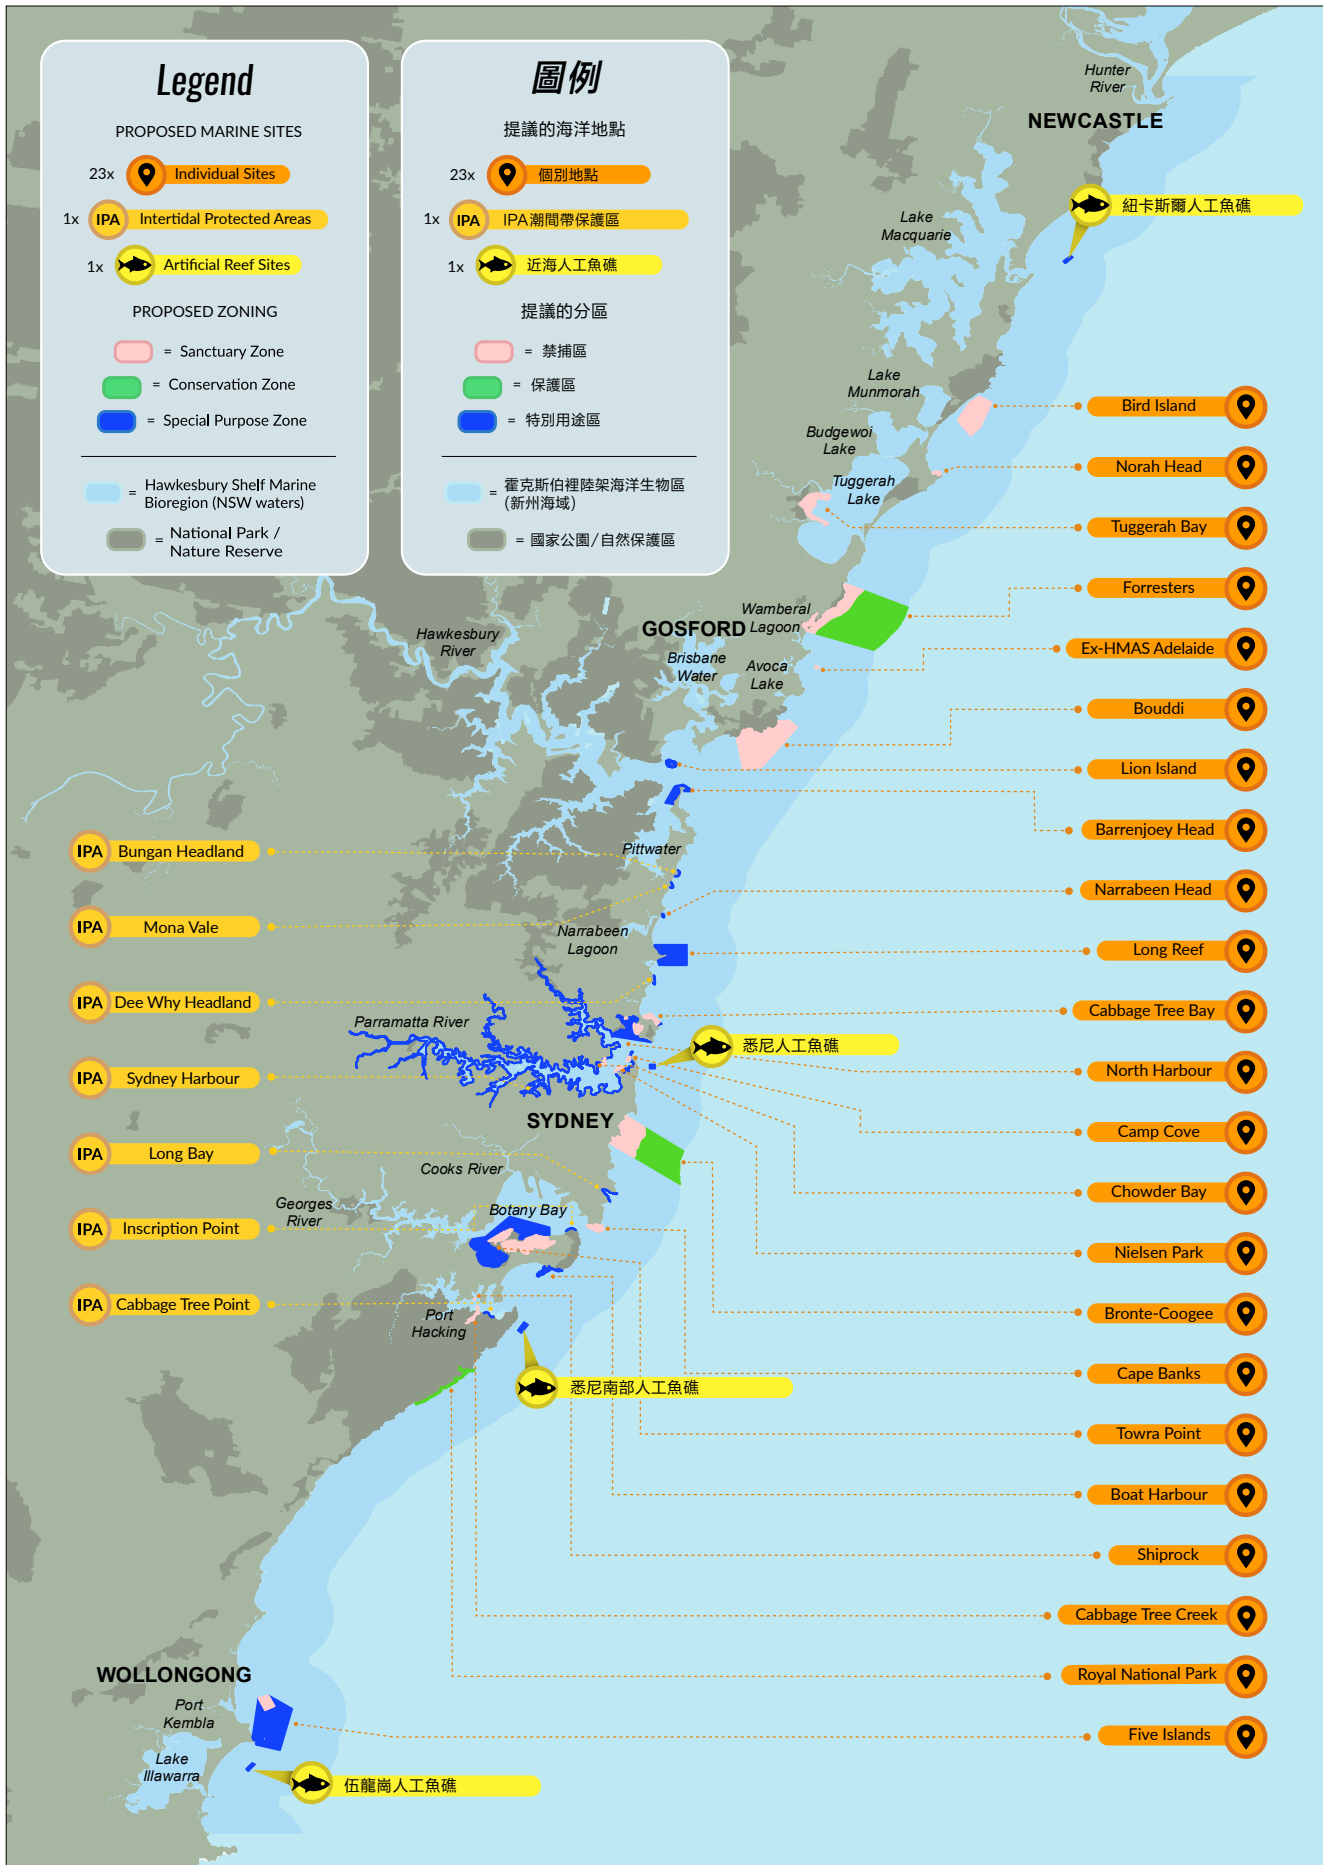 Legend
PROPOSED MARINE SITES
23x Individual Sites
1x IPA Intertidal Protected Areas
1x Artificial Reef Sites
PROPOSED ZONING
= Sanctuary Zone
= Conservation Zone
= Special Purpose Zone
= Hawkesbury Shelf Marine
Bioregion (NSW waters)
= National Park /
Nature Reserve
圖例
提議的海洋地點
23x 個別地點
1x IPA IPA潮間帶保護區
1x 近海人工魚礁
提議的分區
= 禁捕區
= 保護區
= 特別用途區
= 霍克斯伯裡陸架海洋生物區
(新州海域)
= 國家公園/自然保護區
Hunter
River
NEWCASTLE
紐卡斯爾人工魚礁
Lake
Macquarie
Lake
Munmorah
Budgewoi
Lake
Tuggerah
Lake
Wamberal
Lagoon
GOSFORD
Hawkesbury
River
Brisbane
Water
Avoca
Lake
Pittwater
Narrabeen
Lagoon
Parramatta River
悉尼人工魚礁
SYDNEY
Cooks River
Georges
River
Botany Bay
Port
Hacking
悉尼南部人工魚礁
WOLLONGONG
Port
Kembla
Lake
Illawarra
伍龍崗人工魚礁
IPA Bungan Headland
IPA Mona Vale
IPA Dee Why Headland
IPA Sydney Harbour
IPA Long Bay
IPA Inscription Point
IPA Cabbage Tree Point
Bird Island
Norah Head
Tuggerah Bay
Forresters
Ex-HMAS Adelaide
Bouddi
Lion Island
Barrenjoey Head
Narrabeen Head
Long Reef
Cabbage Tree Bay
North Harbour
Camp Cove
Chowder Bay
Nielsen Park
Bronte-Coogee
Cape Banks
Towra Point
Boat Harbour
Shiprock
Cabbage Tree Creek
Royal National Park
Five Islands